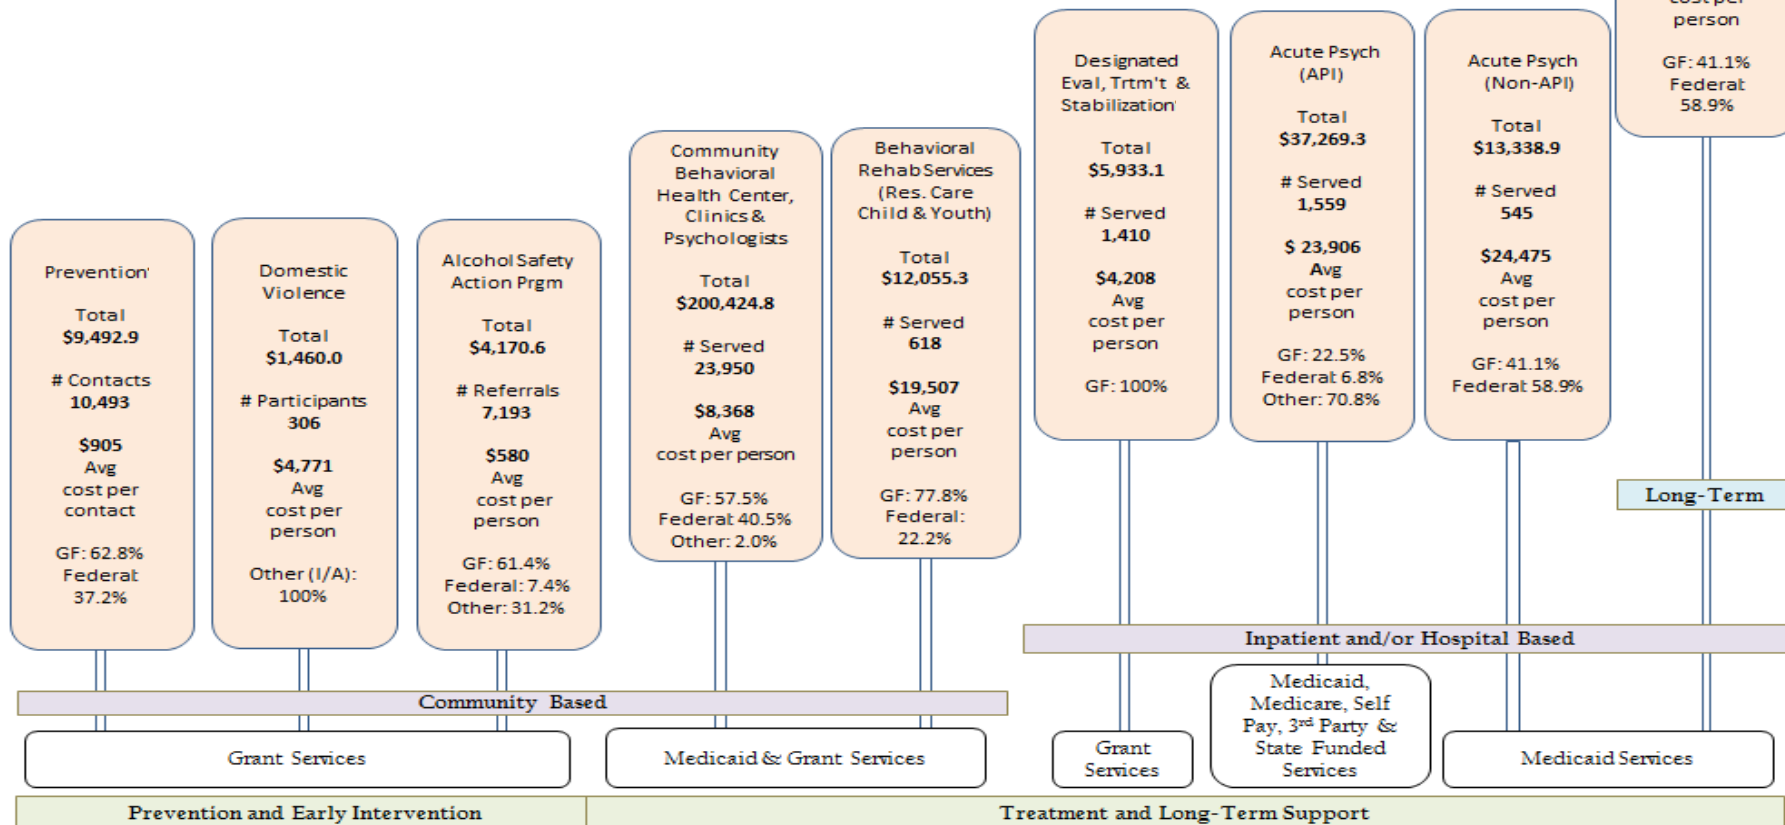 Prevention'
Total
$9,492.9
# Contacts
10,493
$905
Avg
cost per
contact
GF: 62.8%
Federal:
37.2%
Domestic
Violence
Total
$1,460.0
# Participants
306
$4,771
Avg
cost per
person
Other (I/A):
100%
Alcohol Safety
Action Prgm
Total
$4,170.6
# Referrals
7,193
$580
Avg
cost per
person
GF: 61.4%
Federal: 7.4%
Other: 31.2%
Community
Behavioral
Health Center,
Clinics &
Psychologists
Total
$200,424.8
# Served
23,950
$8,368
Avg
cost per person
GF: 57.5%
Federal: 40.5%
Other: 2.0%
Behavioral
Rehab Services
(Res. Care
Child & Youth)
Total
$12,055.3
# Served
618
$19,507
Avg
cost per
person
GF: 77.8%
Federal:
22.2%
Designated
Eval, Trtm't &
Stabilization'
Total
$5,933.1
# Served
1,410
$4,208
Avg
cost per
person
GF: 100%
Acute Psych
(API)
Total
$37,269.3
# Served
1,559
$ 23,906
Avg
cost per
person
GF: 22.5%
Federal: 6.8%
Other: 70.8%
Acute Psych
(Non-API)
Total
$13,338.9
# Served
545
$24,475
Avg
cost per
person
GF: 41.1%
Federal: 58.9%
cost per
person
GF: 41.1%
Federal:
58.9%
Long-Term
Inpatient and/or Hospital Based
Community Based
Grant Services
Medicaid & Grant Services
Grant
Services
Medicaid,
Medicare, Self
Pay, 3rd Party &
State Funded
Services
Medicaid Services
Prevention and Early Intervention
Treatment and Long-Term Support